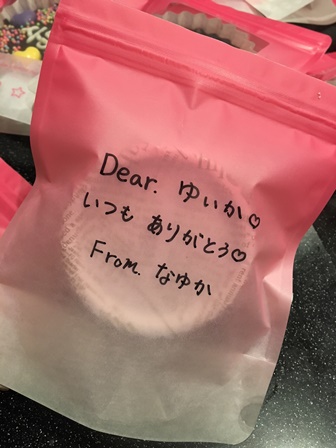 Dear. ゆいか♡
いつも ありがとう♡
From. なゆか